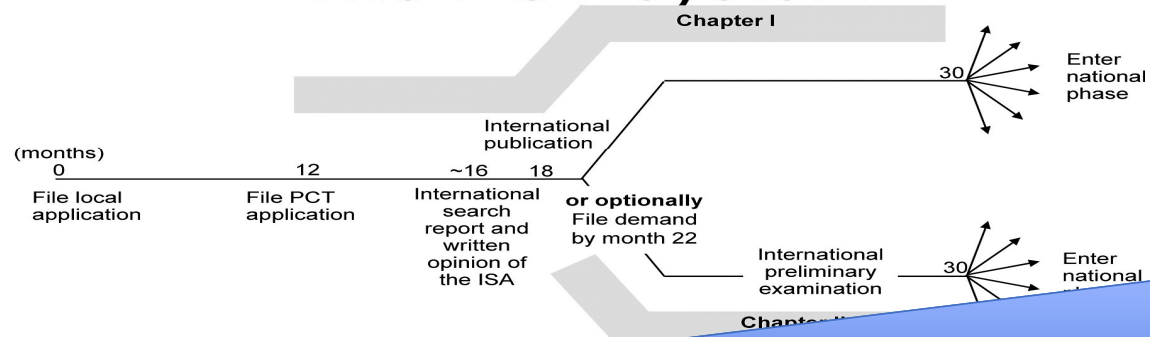 Chapter I
30
Enter
national
phase
International
publication
(months)
0
12
~16
18
File local
application
File PCT
application
International
search
report and
written
opinion of
the ISA
or optionally
File demand
by month 22
International
preliminary
examination
30
Enter
national